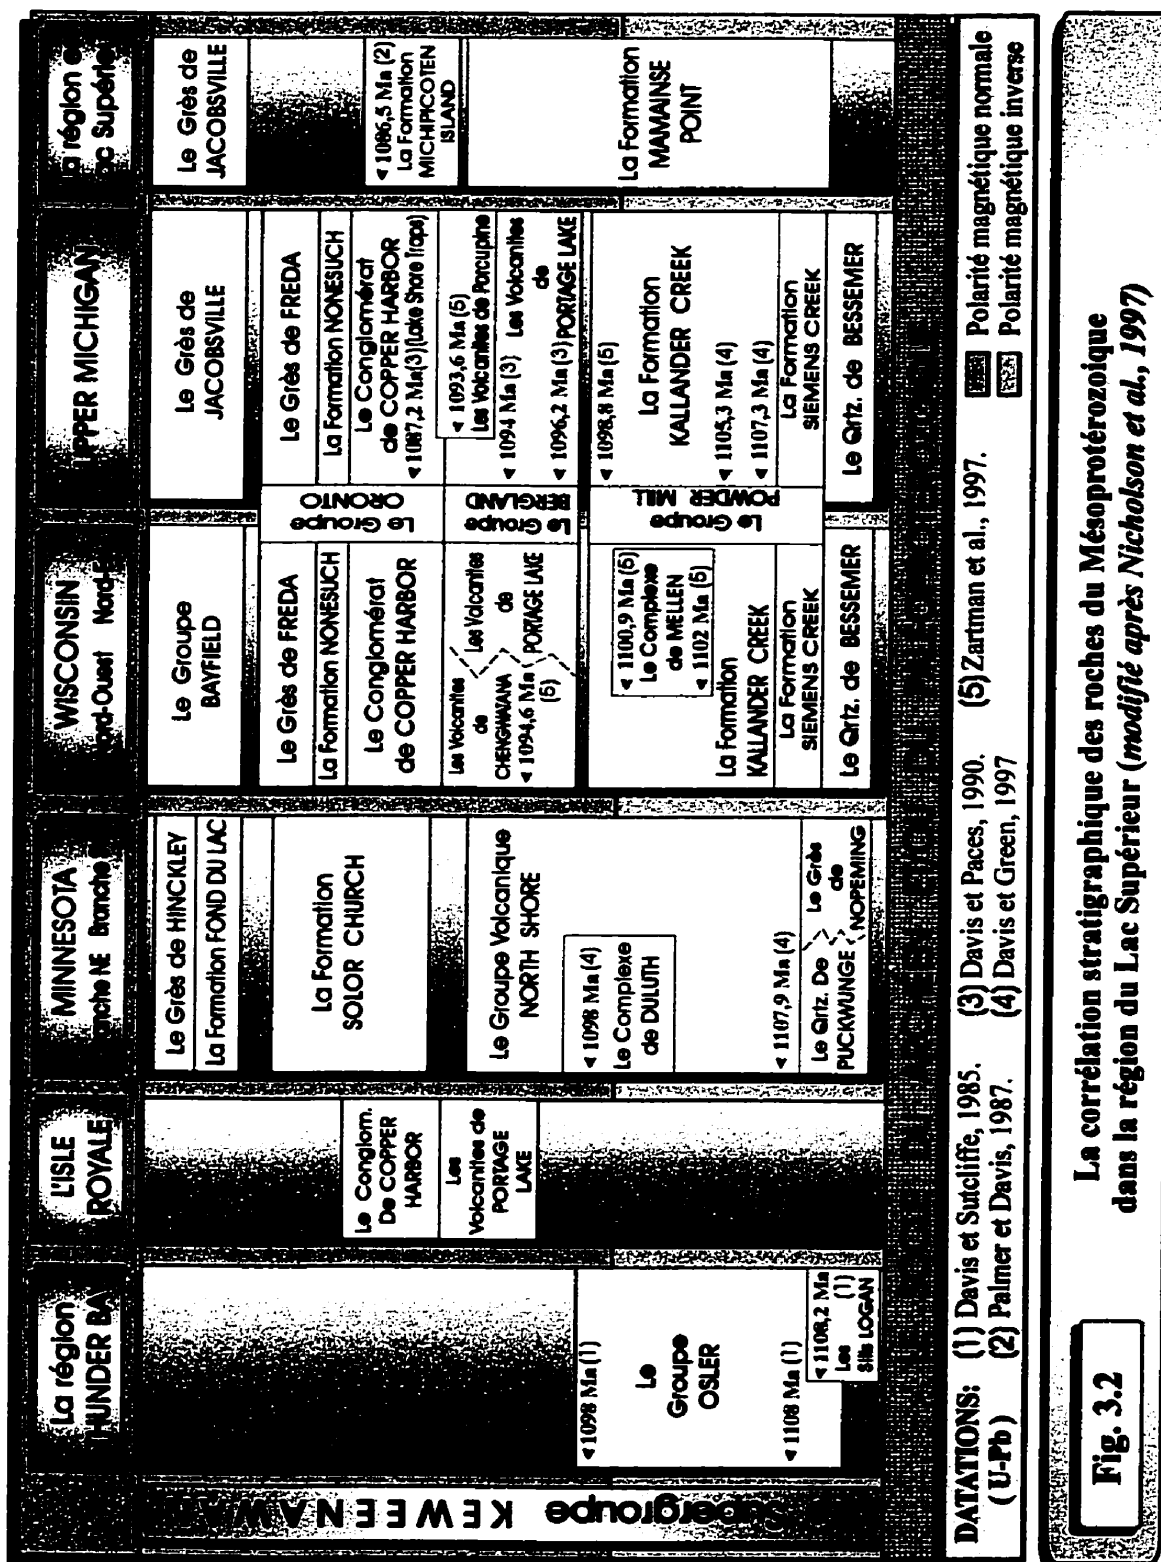 La région
L'ISLE
ROYALE
MINNESOTA
WISCONSIN
La région
Supergroupe KEWEENAWAN
◄ 1098 Ma (1)
Le
Groupe
OSLER
◄ 1108 Ma (1)
◄ 1108,2 Ma
(1)
Les
Sills LOGAN
Le Conglom.
De COPPER
HARBOR
Les
Volcanites de
PORTAGE
LAKE
Le Grès de HINCKLEY
La Formation FOND DU LAC
La Formation
SOLOR CHURCH
Le Groupe Volcanique
NORTH SHORE
◄ 1098 Ma (4)
Le Complexe
de DULUTH
◄ 1107,9 Ma (4)
Le Qrtz. De
PUCKWUNGE
Le Grès
de
NOPEMING
Le Groupe
BAYFIELD
Le Grès de FREDA
La Formation NONESUCH
Le Conglomérat
de COPPER HARBOR
Les Volcanites
de
CHENGWATANA
◄ 1094,6 Ma
(5)
Les Volcanites
de
PORTAGE LAKE
◄ 1100,9 Ma (5)
Le Complexe
de MELLEN
◄ 1102 Ma (5)
La Formation
KALLANDER CREEK
La Formation
SIEMENS CREEK
Le Qrtz. de BESSEMER
Le Groupe
ORONTO
Le Groupe
BERGLAND
Le Groupe
POWDER MILL
UPPER MICHIGAN
Le Grès de
JACOBSVILLE
Le Grès de FREDA
La Formation NONESUCH
Le Conglomérat
de COPPER HARBOR
◄ 1087,2 Ma(3)(Lake Shore Traps)
◄ 1093,6 Ma (5)
Les Volcanites de Porcupine
◄ 1094 Ma (3) Les Volcanites
de
◄ 1096,2 Ma (3) PORTAGE LAKE
◄ 1098,8 Ma (5)
La Formation
KALLANDER CREEK
◄ 1105,3 Ma (4)
◄ 1107,3 Ma (4)
La Formation
SIEMENS CREEK
Le Qrtz. de BESSEMER
Le Grès de
JACOBSVILLE
◄ 1086,5 Ma (2)
La Formation
MICHIPICOTEN
ISLAND
La Formation
MAMAINSE
POINT
DATATIONS: (1) Davis et Sutcliffe, 1985. (3) Davis et Paces, 1990. (5) Zartman et al., 1997. Polarité magnétique normale
( U-Pb ) (2) Palmer et Davis, 1987. (4) Davis et Green, 1997 Polarité magnétique inverse
Fig. 3.2
La corrélation stratigraphique des roches du Mésoprotérozoïque
dans la région du Lac Supérieur (modifié après Nicholson et al., 1997)